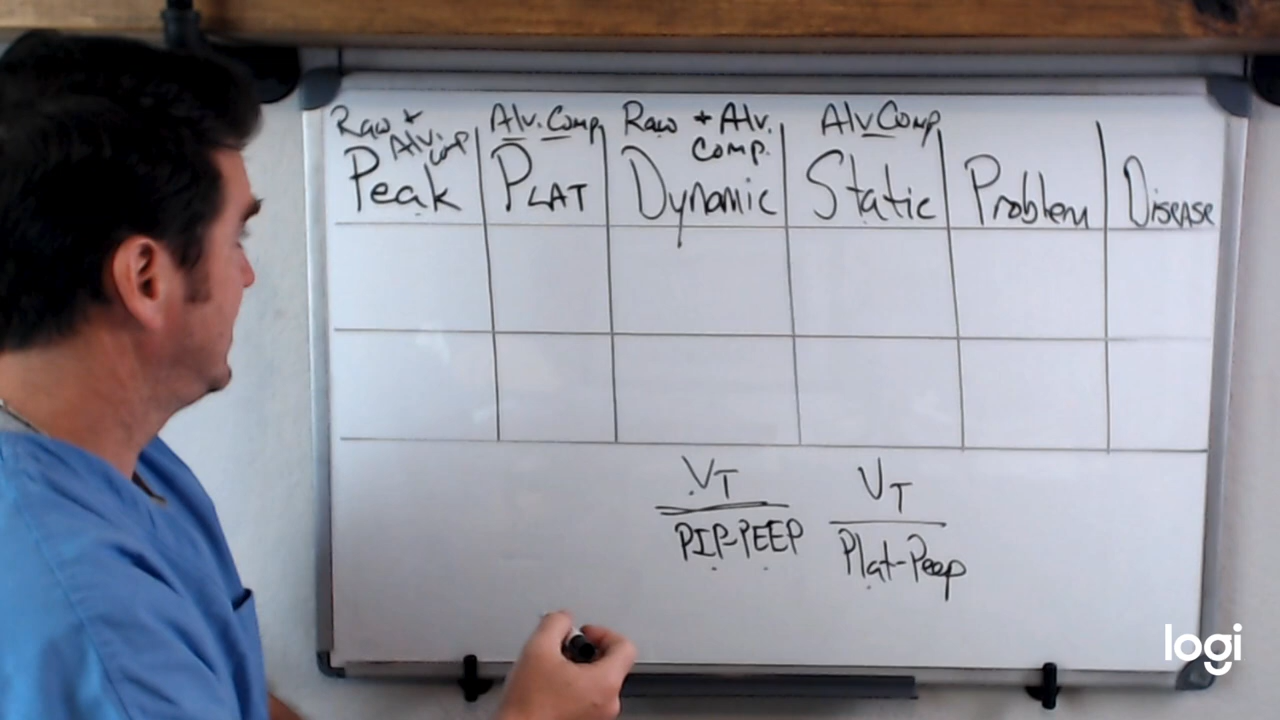 Raw +
Alv. Comp
Peak
Alv. Comp
PLAT
Raw + Alv.
Comp.
Dynamic
Alv Comp
Static
Problem
Disease
VT
PIP-PEEP
VT
Plat-Peep
logi